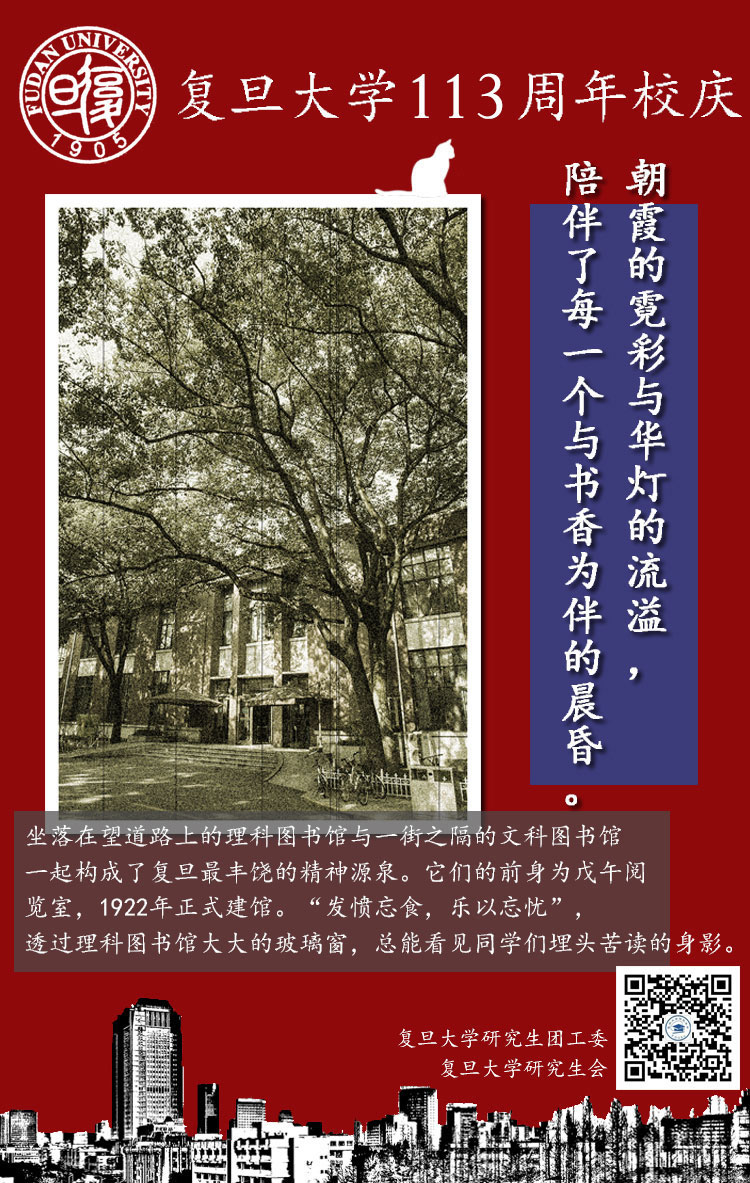 FUDAN UNIVERSITY
復旦
1905
复旦大学113周年校庆
朝霞的霓彩与华灯的流溢，
陪伴了每一个与书香为伴的晨昏。
坐落在望道路上的理科图书馆与一街之隔的文科图书馆
一起构成了复旦最丰饶的精神源泉。它们的前身为戊午阅
览室，1922年正式建馆。“发愤忘食，乐以忘忧”，
透过理科图书馆大大的玻璃窗，总能看见同学们埋头苦读的身影。
复旦大学研究生团工委
复旦大学研究生会